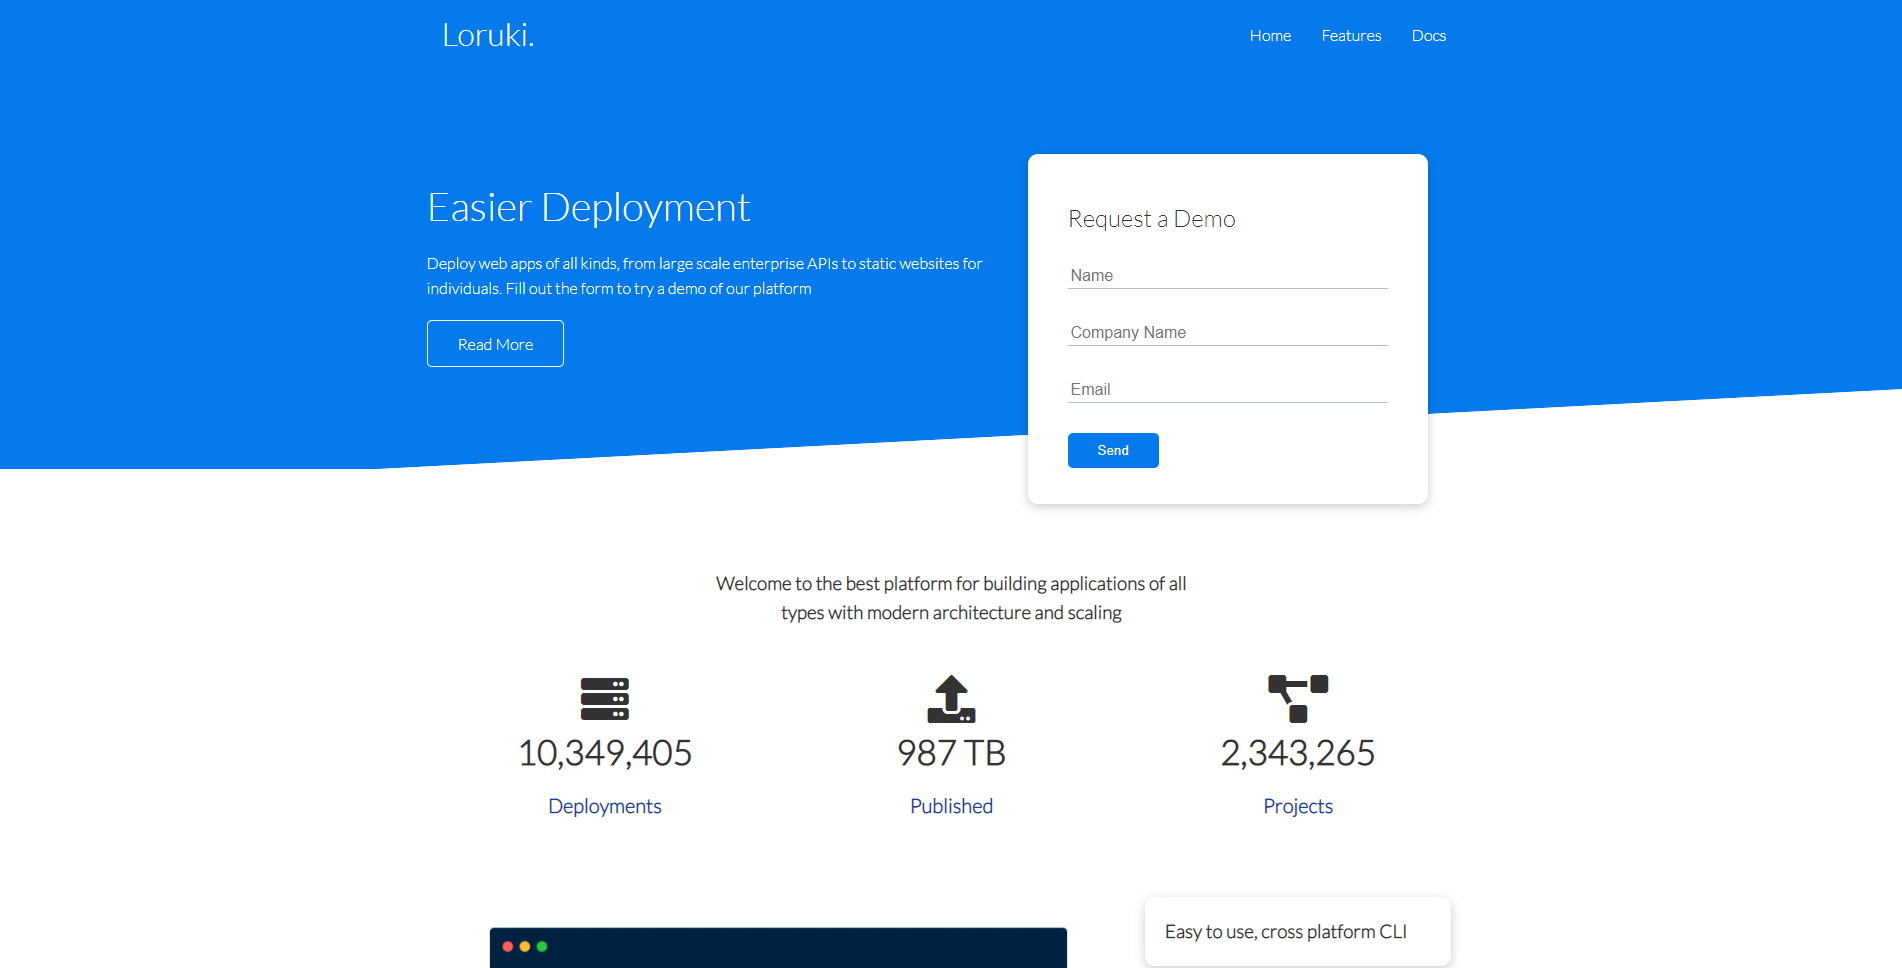 Loruki.
Home Features Docs
Easier Deployment
Deploy web apps of all kinds, from large scale enterprise APIs to static websites for
individuals. Fill out the form to try a demo of our platform
Read More
Request a Demo
Name
Company Name
Email
Send
Welcome to the best platform for building applications of all
types with modern architecture and scaling
10,349,405
Deployments
987 TB
Published
2,343,265
Projects
Easy to use, cross platform CLI